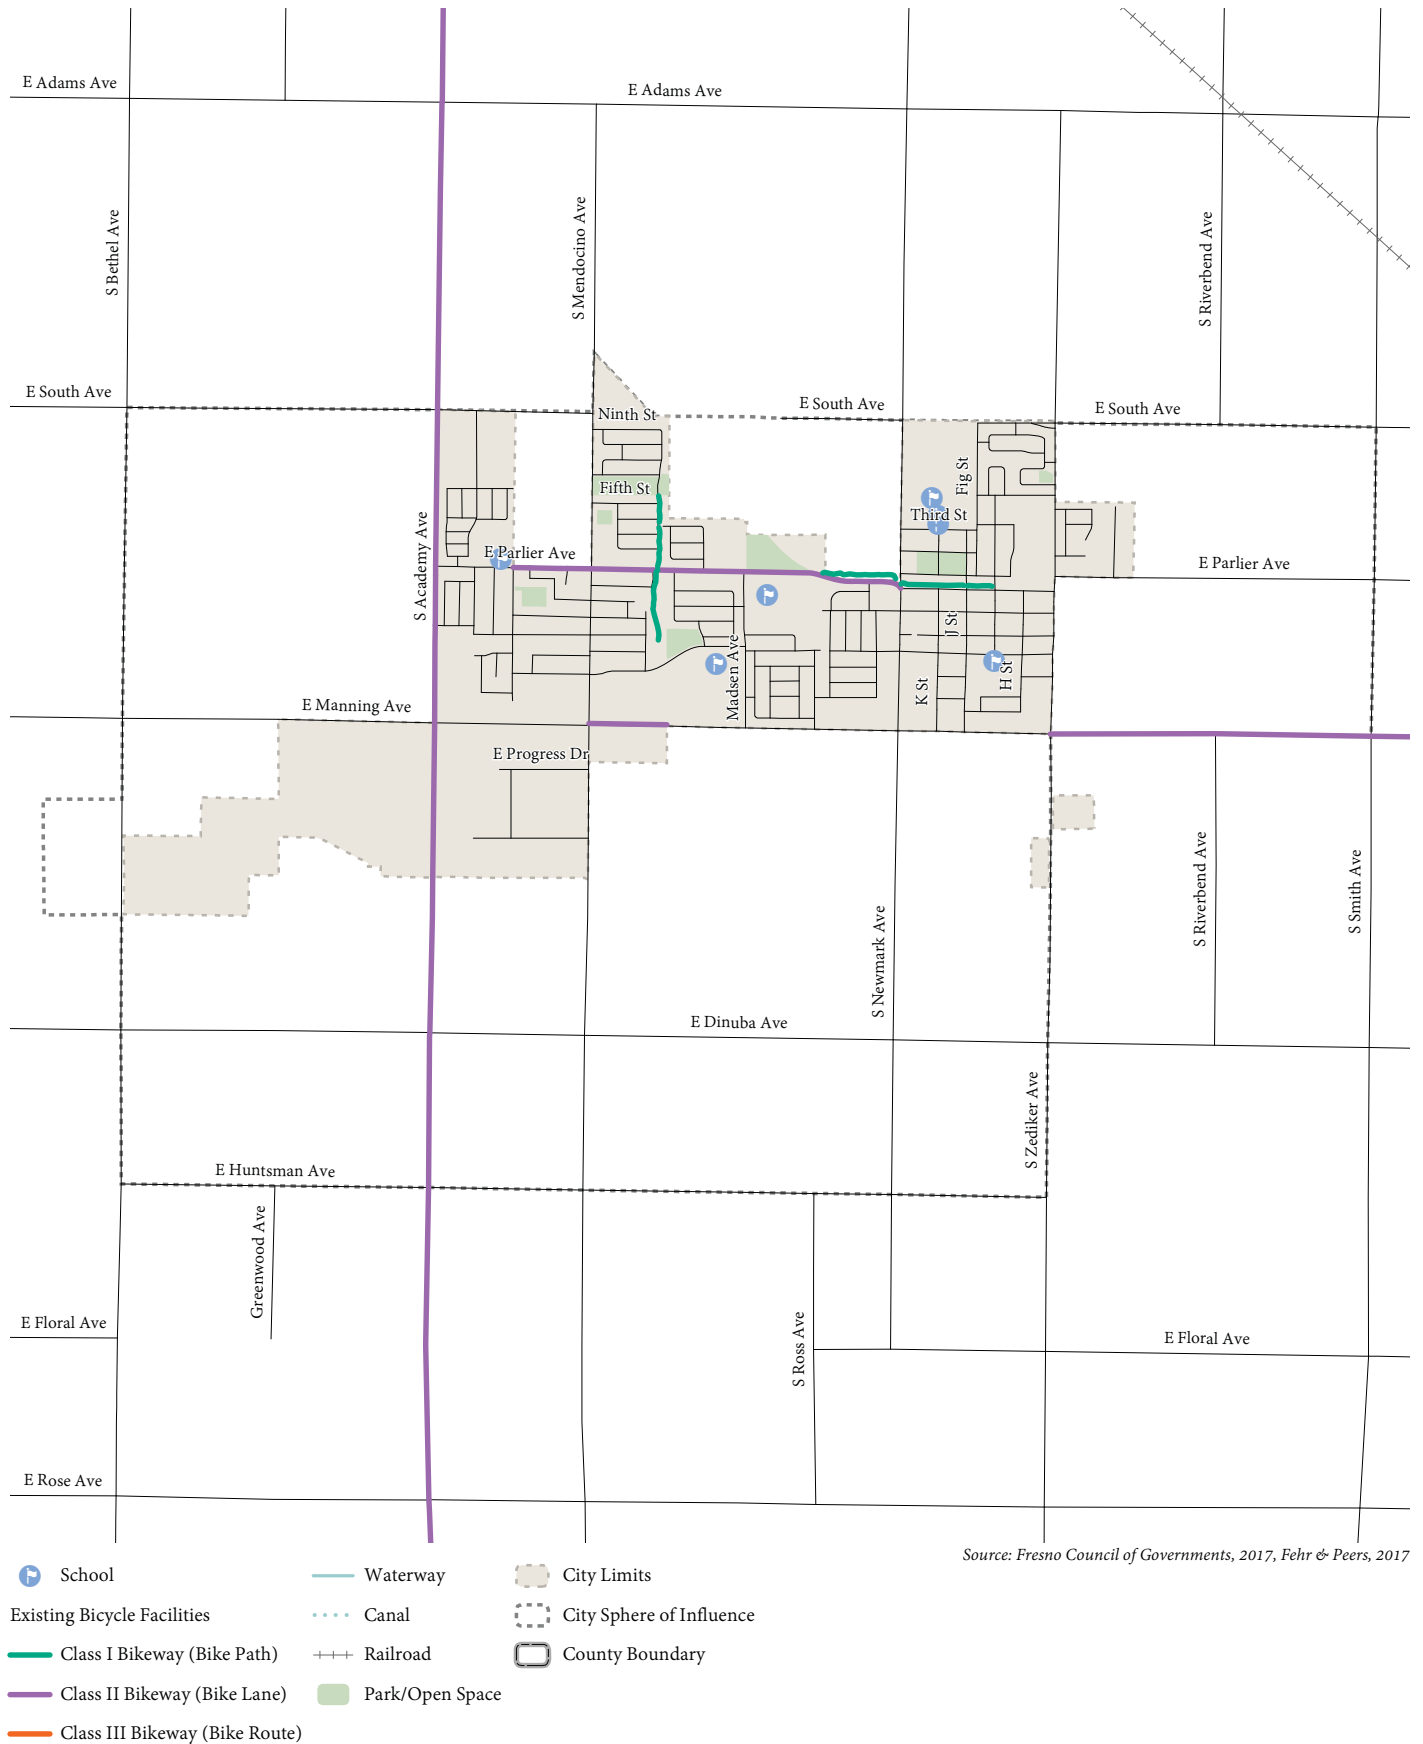 E Adams Ave
E Adams Ave
S Bethel Ave
S Mendocino Ave
S Riverbend Ave
E South Ave
E South Ave
E South Ave
Ninth St
Fig St
Fifth St
Third St
S Academy Ave
E Parlier Ave
E Parlier Ave
J St
Madsen Ave
K St
H St
E Manning Ave
E Progress Dr
S Newmark Ave
S Riverbend Ave
S Smith Ave
E Dinuba Ave
S Zediker Ave
E Huntsman Ave
Greenwood Ave
E Floral Ave
S Ross Ave
E Floral Ave
E Rose Ave
Source: Fresno Council of Governments, 2017, Fehr & Peers, 2017
School
Existing Bicycle Facilities
Class I Bikeway (Bike Path)
Class II Bikeway (Bike Lane)
Class III Bikeway (Bike Route)
Waterway
Canal
Railroad
Park/Open Space
City Limits
City Sphere of Influence
County Boundary